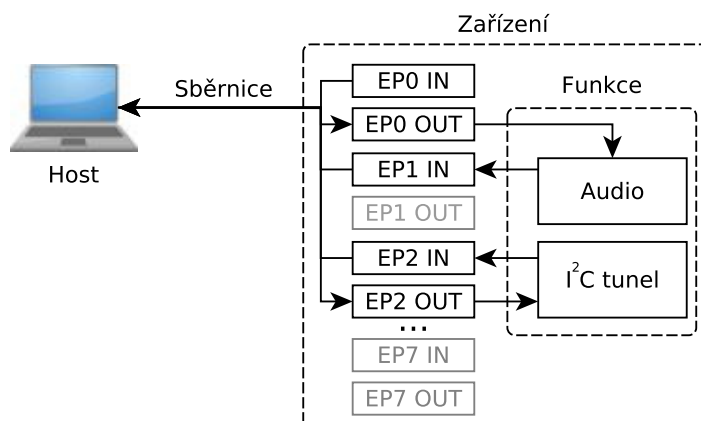 Zařízení
Host
Sběrnice
EP0 IN
EP0 OUT
EP1 IN
EP1 OUT
EP2 IN
EP2 OUT
...
EP7 IN
EP7 OUT
Funkce
Audio
I²C tunel